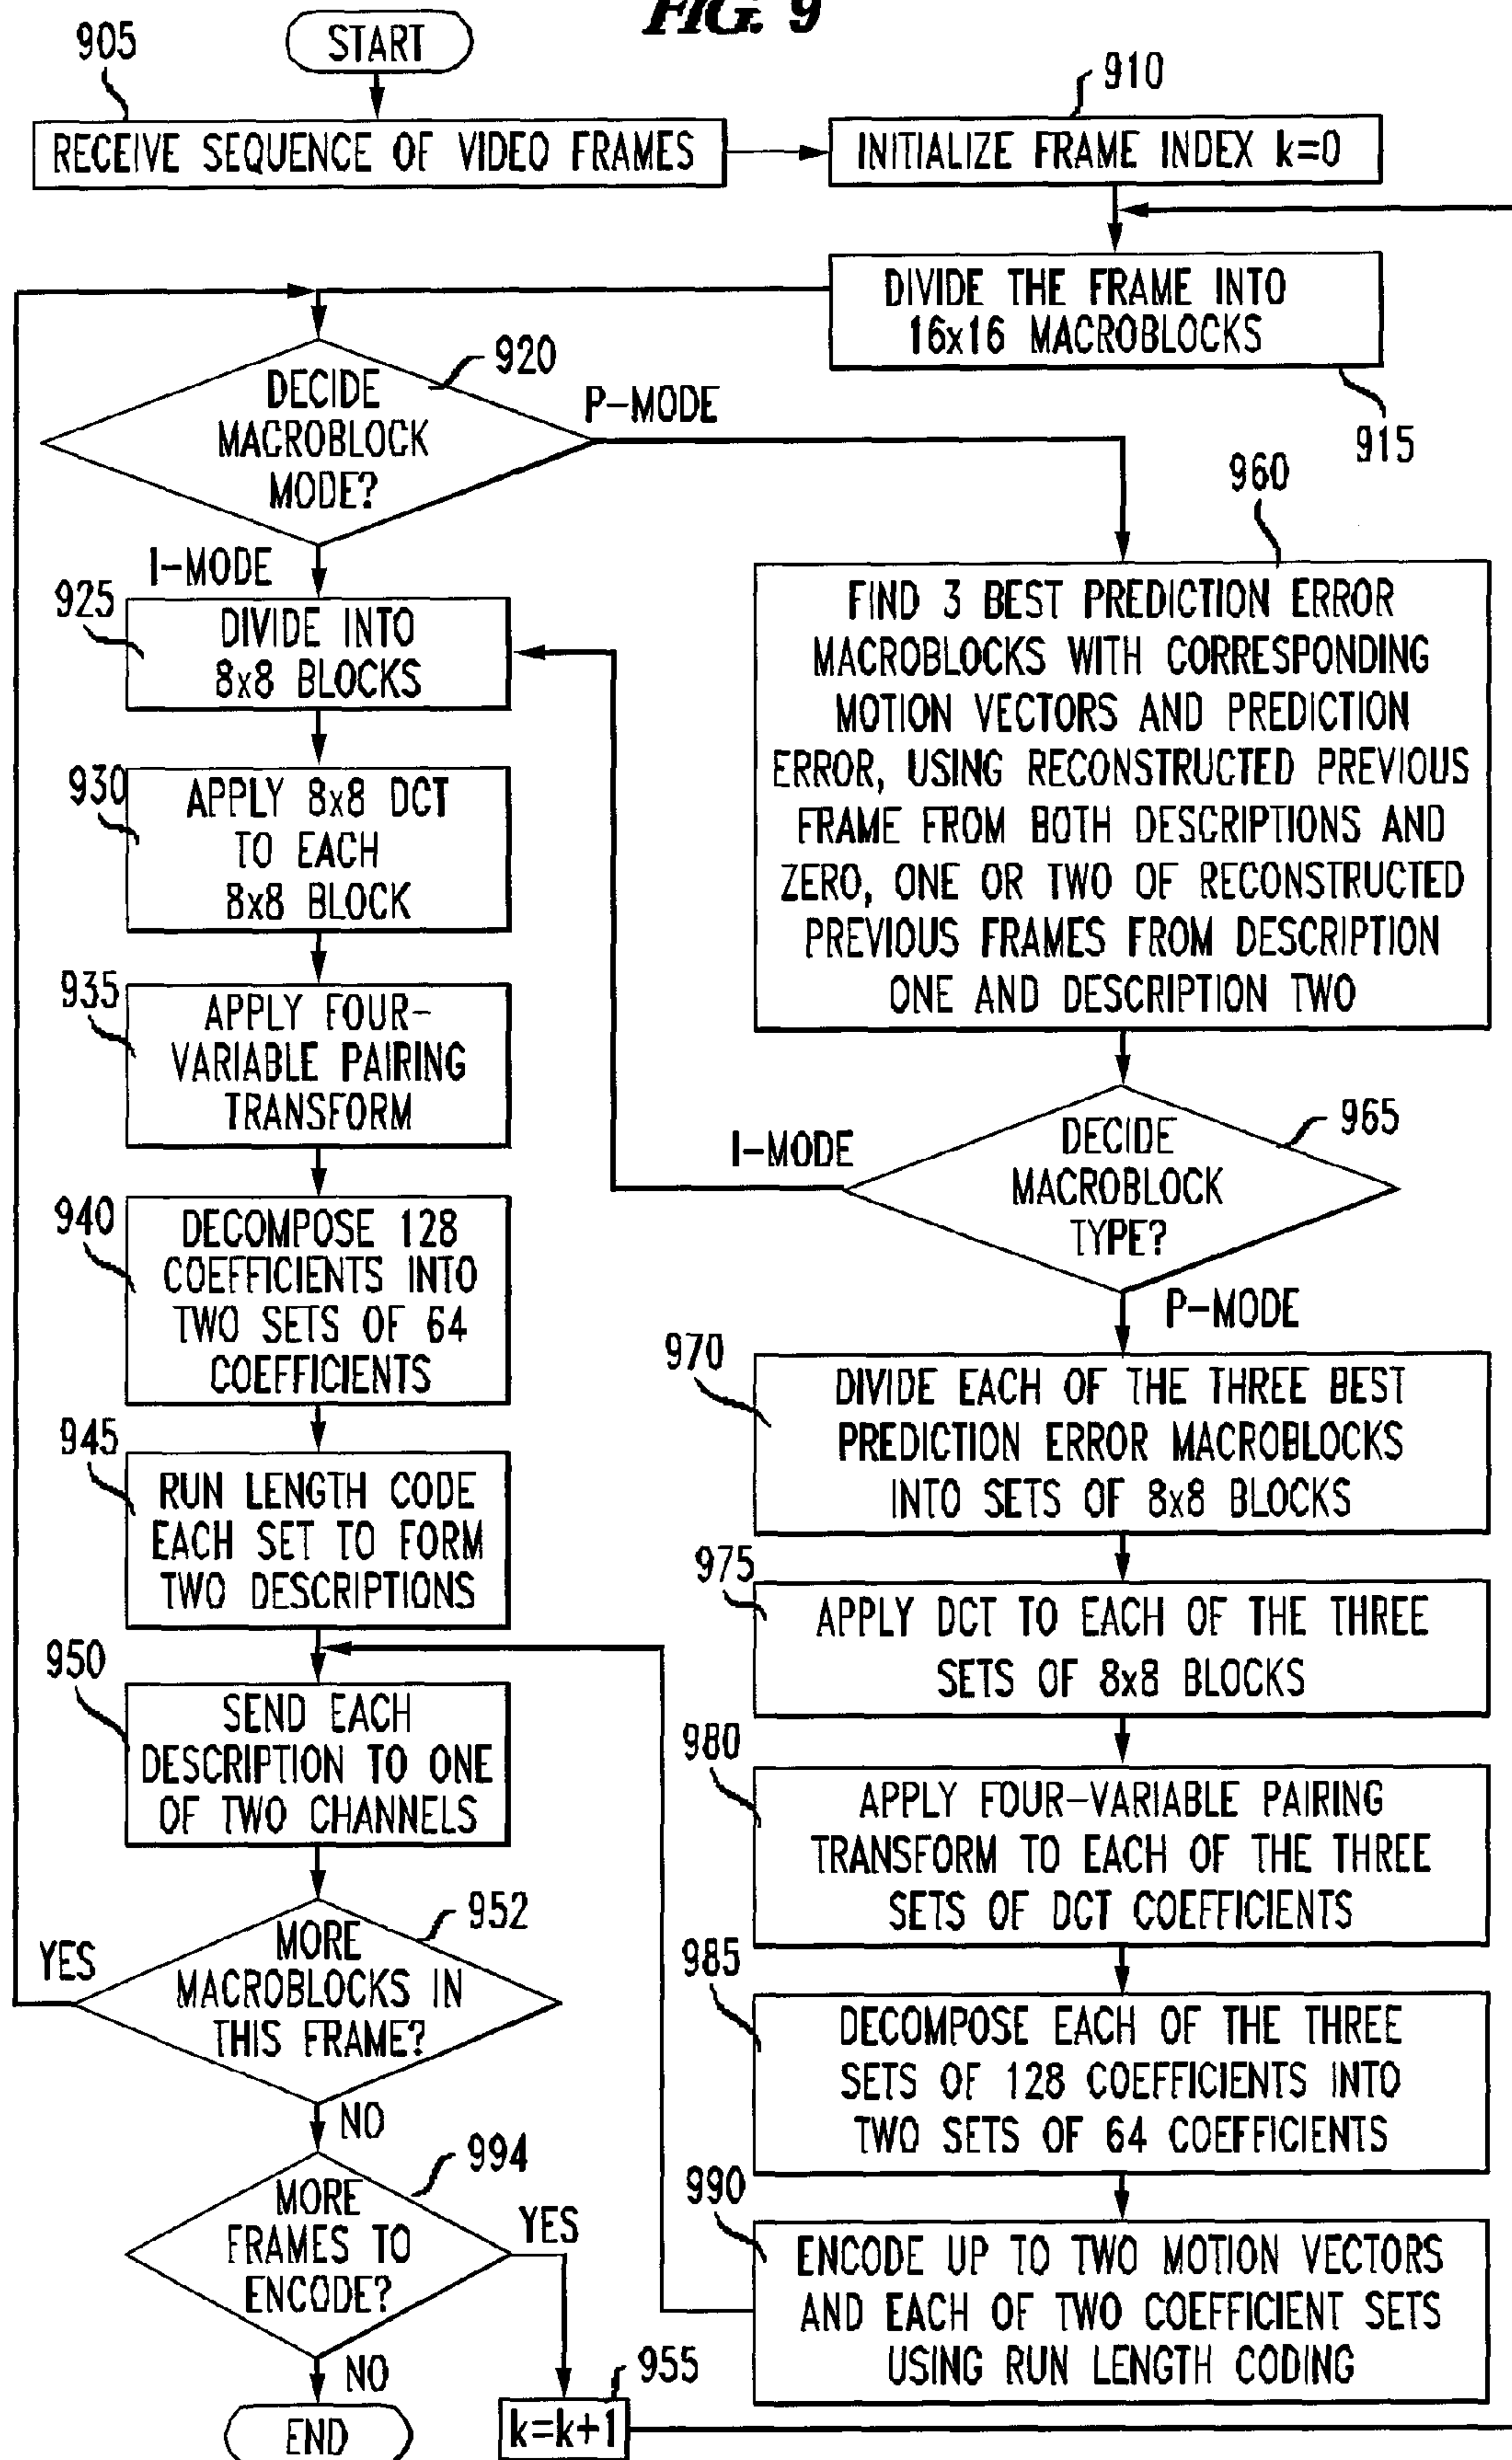 FIG. 9
905
START
910
RECEIVE SEQUENCE OF VIDEO FRAMES
INITIALIZE FRAME INDEX k=0
DIVIDE THE FRAME INTO
16x16 MACROBLOCKS
915
920
DECIDE
MACROBLOCK
MODE?
P-MODE
I-MODE
960
FIND 3 BEST PREDICTION ERROR
MACROBLOCKS WITH CORRESPONDING
MOTION VECTORS AND PREDICTION
ERROR, USING RECONSTRUCTED PREVIOUS
FRAME FROM BOTH DESCRIPTIONS AND
ZERO, ONE OR TWO OF RECONSTRUCTED
PREVIOUS FRAMES FROM DESCRIPTION
ONE AND DESCRIPTION TWO
925
DIVIDE INTO
8x8 BLOCKS
930
APPLY 8x8 DCT
TO EACH
8x8 BLOCK
935
APPLY FOUR-
VARIABLE PAIRING
TRANSFORM
965
DECIDE
MACROBLOCK
TYPE?
I-MODE
P-MODE
940
DECOMPOSE 128
COEFFICIENTS INTO
TWO SETS OF 64
COEFFICIENTS
970
DIVIDE EACH OF THE THREE BEST
PREDICTION ERROR MACROBLOCKS
INTO SETS OF 8x8 BLOCKS
945
RUN LENGTH CODE
EACH SET TO FORM
TWO DESCRIPTIONS
975
APPLY DCT TO EACH OF THE THREE
SETS OF 8x8 BLOCKS
950
SEND EACH
DESCRIPTION TO ONE
OF TWO CHANNELS
980
APPLY FOUR-VARIABLE PAIRING
TRANSFORM TO EACH OF THE THREE
SETS OF DCT COEFFICIENTS
952
MORE
MACROBLOCKS IN
THIS FRAME?
YES
NO
985
DECOMPOSE EACH OF THE THREE
SETS OF 128 COEFFICIENTS INTO
TWO SETS OF 64 COEFFICIENTS
994
MORE
FRAMES TO
ENCODE?
YES
NO
990
ENCODE UP TO TWO MOTION VECTORS
AND EACH OF TWO COEFFICIENT SETS
USING RUN LENGTH CODING
955
k=k+1
END